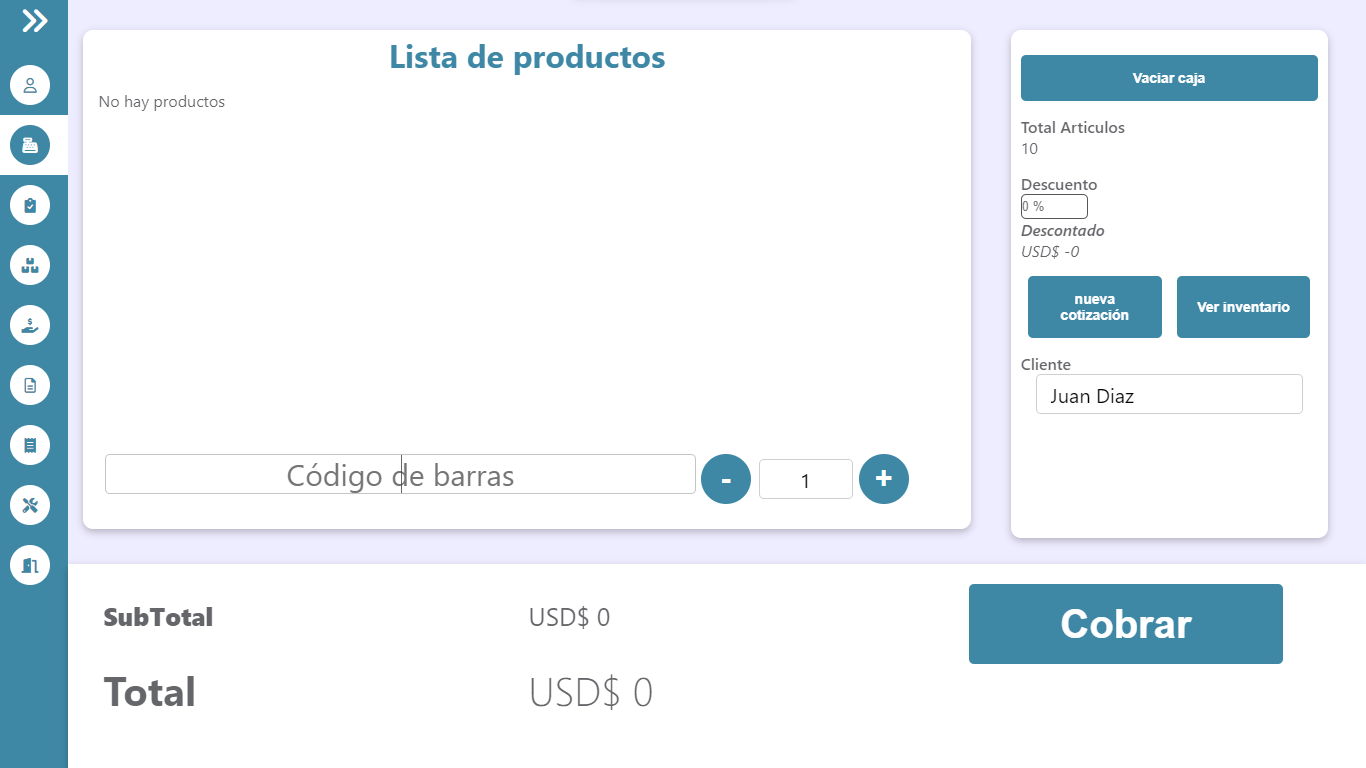 Lista de productos
No hay productos
Código de barras
-
1
+
Vaciar caja
Total Articulos
10
Descuento
0 %
Descontado
USD$ -0
nueva
cotización
Ver inventario
Cliente
Juan Diaz
SubTotal USD$ 0
Total USD$ 0
Cobrar